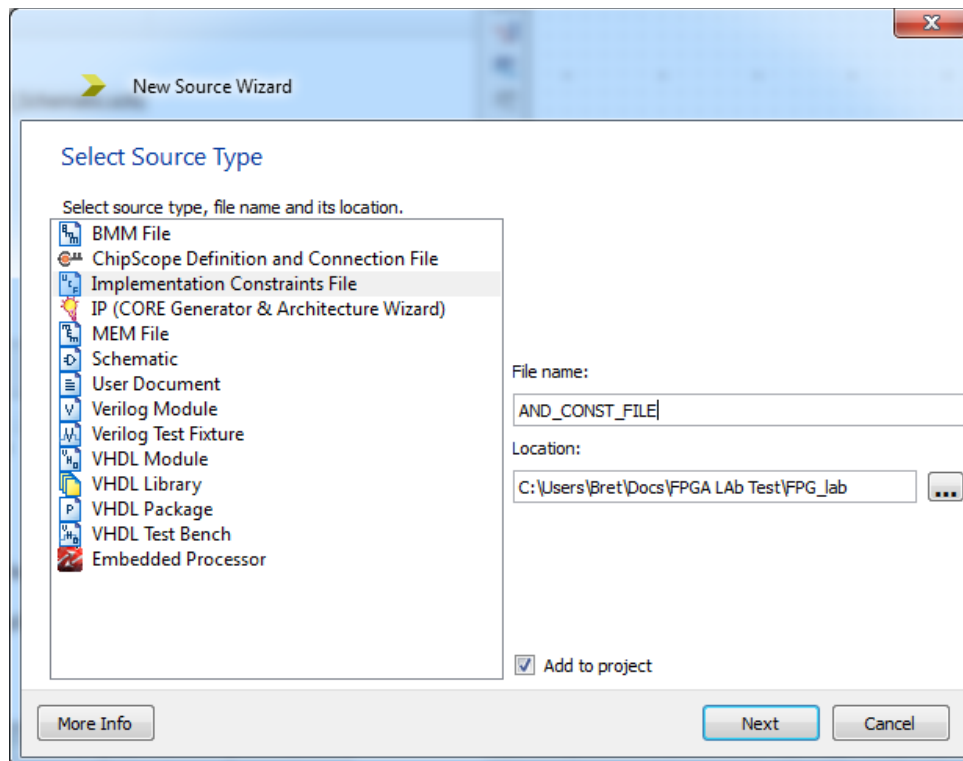 New Source Wizard
Select Source Type
Select source type, file name and its location.
BMM File
ChipScope Definition and Connection File
Implementation Constraints File
IP (CORE Generator & Architecture Wizard)
MEM File
Schematic
User Document
Verilog Module
Verilog Test Fixture
VHDL Module
VHDL Library
VHDL Package
VHDL Test Bench
Embedded Processor
File name:
AND_CONST_FILE
Location:
C:\Users\Bret\Docs\FPGA LAb Test\FPG_lab
...
Add to project
More Info
Next
Cancel